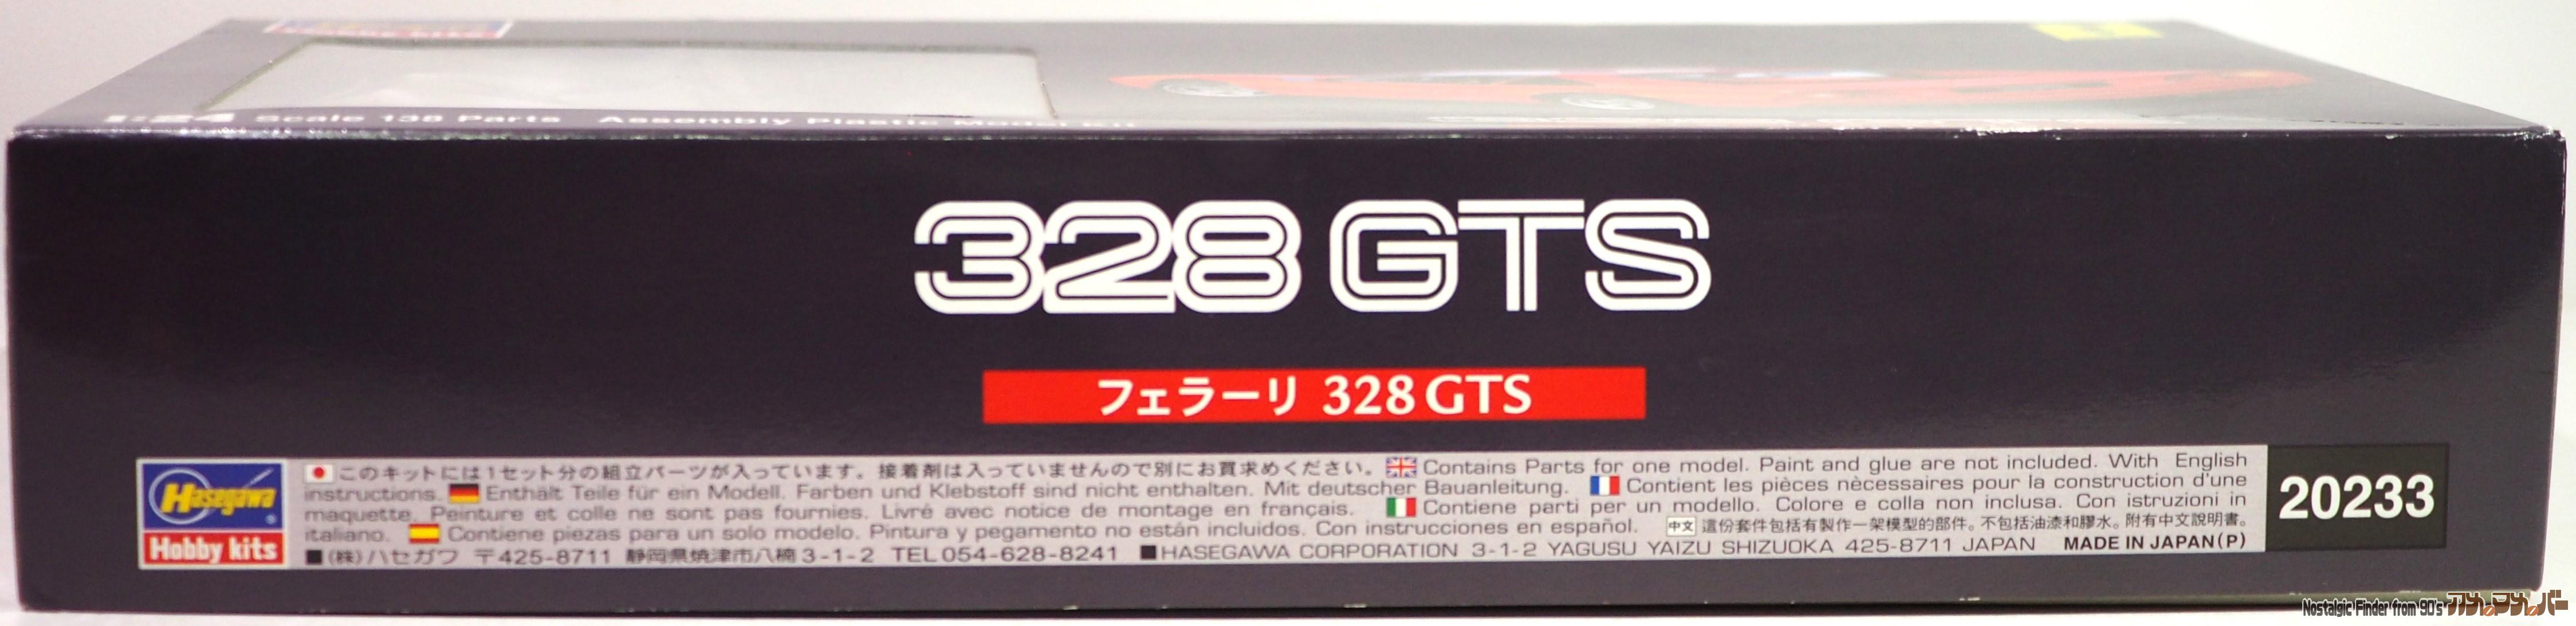 1:24 Scale 138 Parts Assembly Plastic Model Kit
328 GTS
フェラーリ 328 GTS
Hasegawa
Hobby kits
このキットには1セット分の組立パーツが入っています。接着剤は入っていませんので別にお買求めください。 Contains Parts for one model. Paint and glue are not included. With English
instructions. Enthält Teile für ein Modell. Farben und Klebstoff sind nicht enthalten. Mit deutscher Bauanleitung. Contient les pièces nècessaires pour la construction d'une
maquette. Peinture et colle ne sont pas fournies. Livré avec notice de montage en français. Contiene parti per un modello. Colore e colla non inclusa. Con istruzioni in
italiano. Contiene piezas para un solo modelo. Pintura y pegamento no están incluidos. Con instrucciones en español. 中文 這份套件包括有製作一架模型的部件。不包括油漆和膠水。附有中文說明書。
■(株)ハセガワ 〒425-8711 静岡県焼津市八楠3-1-2 TEL054-628-8241 ■HASEGAWA CORPORATION 3-1-2 YAGUSU YAIZU SHIZUOKA 425-8711 JAPAN MADE IN JAPAN(P)
20233
Nostalgic Finder from 90's